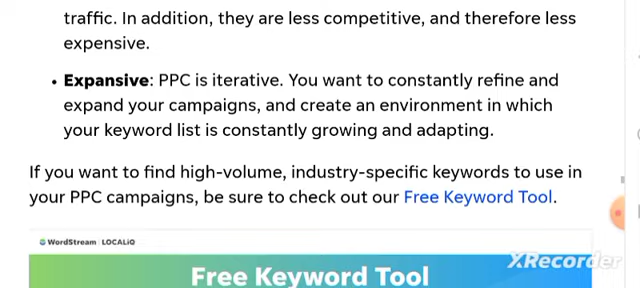 traffic. In addition, they are less competitive, and therefore less
expensive.
• Expansive: PPC is iterative. You want to constantly refine and
expand your campaigns, and create an environment in which
your keyword list is constantly growing and adapting.
If you want to find high-volume, industry-specific keywords to use in
your PPC campaigns, be sure to check out our Free Keyword Tool.
WordStream | LOCALiQ
XRecorder
Free Keyword Tool